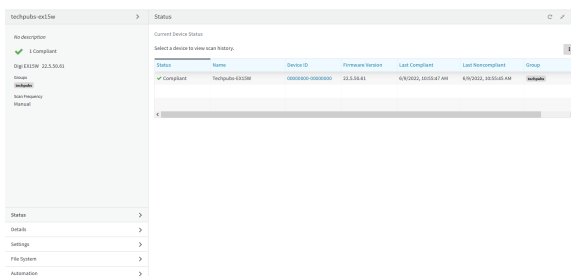 techpubs-ex15w
Status
No description
1 Compliant
Digi EX15W 22.5.50.61
Groups
techpubs
Scan Frequency
Manual
Current Device Status
Select a device to view scan history.
Status Name Device ID Firmware Version Last Compliant Last Noncompliant Group
Compliant Techpubs-EX15W 00000000-00000000 22.5.50.61 6/9/2022, 10:55:47 AM 6/9/2022, 10:55:45 AM techpubs
Status
Details
Settings
File System
Automation